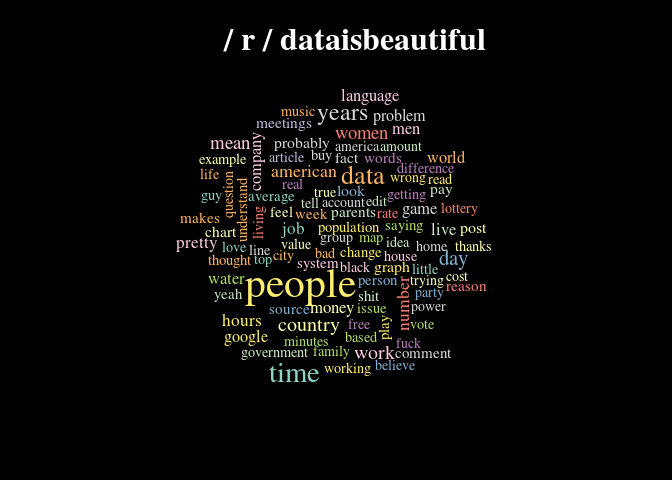 / r / dataisbeautiful
language
music years problem
meetings women men
mean company probably america amount
example article buy fact words world
life american data difference
question real wrong read
guy understand average true look getting pay
tell account edit
makes living feel week parents rate game lottery
chart job population saying live post
pretty love line value group map idea home thanks
thought top city bad change house day
system black graph little
water people person trying cost
yeah shit number party reason
source money issue power
hours country free play vote
google minutes based fuck
government family work comment
time working believe